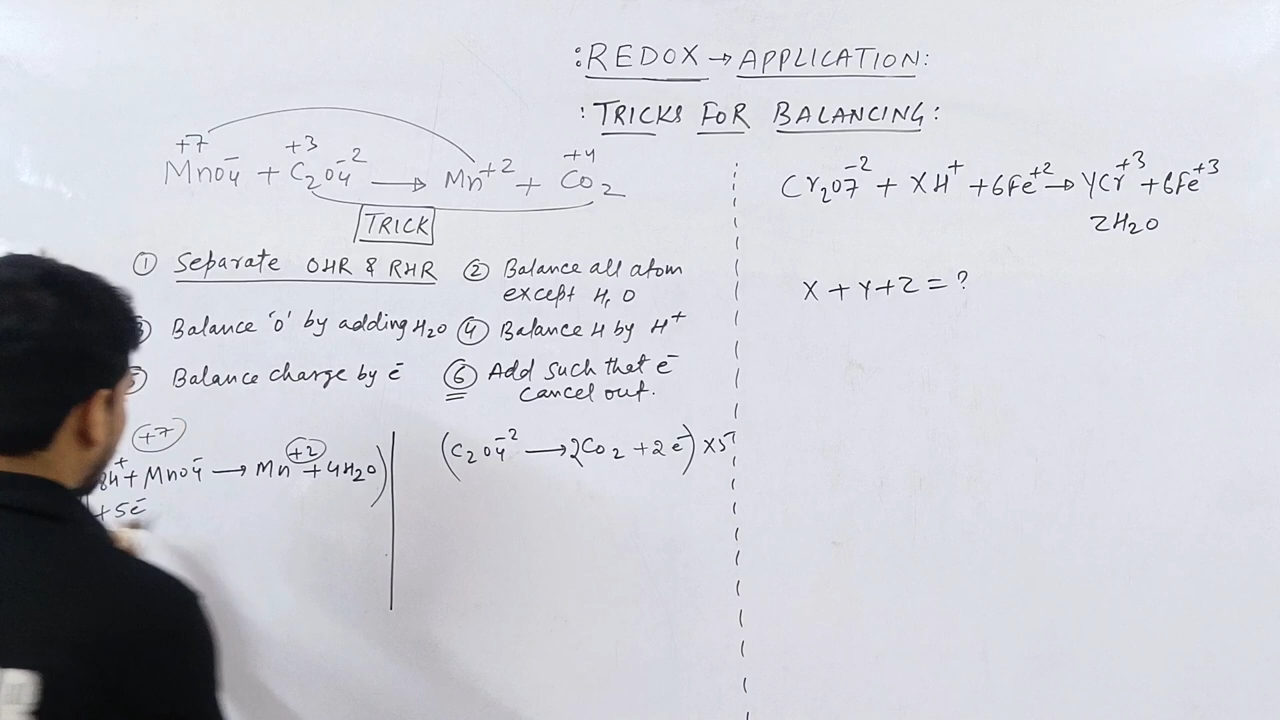 :REDOX → APPLICATION:
: TRICKS FOR BALANCING:
+7 +3 +4
MnO4⁻ + C2O4⁻² → Mn⁺² + CO2
TRICK
① Separate OHR & RHR
② Balance all atom
except H, O
Balance 'O' by adding H2O
④ Balance H by H⁺
Balance charge by e⁻
⑥ Add such that e⁻
cancel out.
+7 +2
8H⁺ + MnO4⁻ → Mn + 4H2O)
+5e⁻
(C2O4⁻² → 2CO2 + 2e⁻) X5
Cr2O7⁻² + XH⁺ + 6Fe⁺² → YCr⁺³ + 6Fe⁺³
ZH2O
X + Y + Z = ?